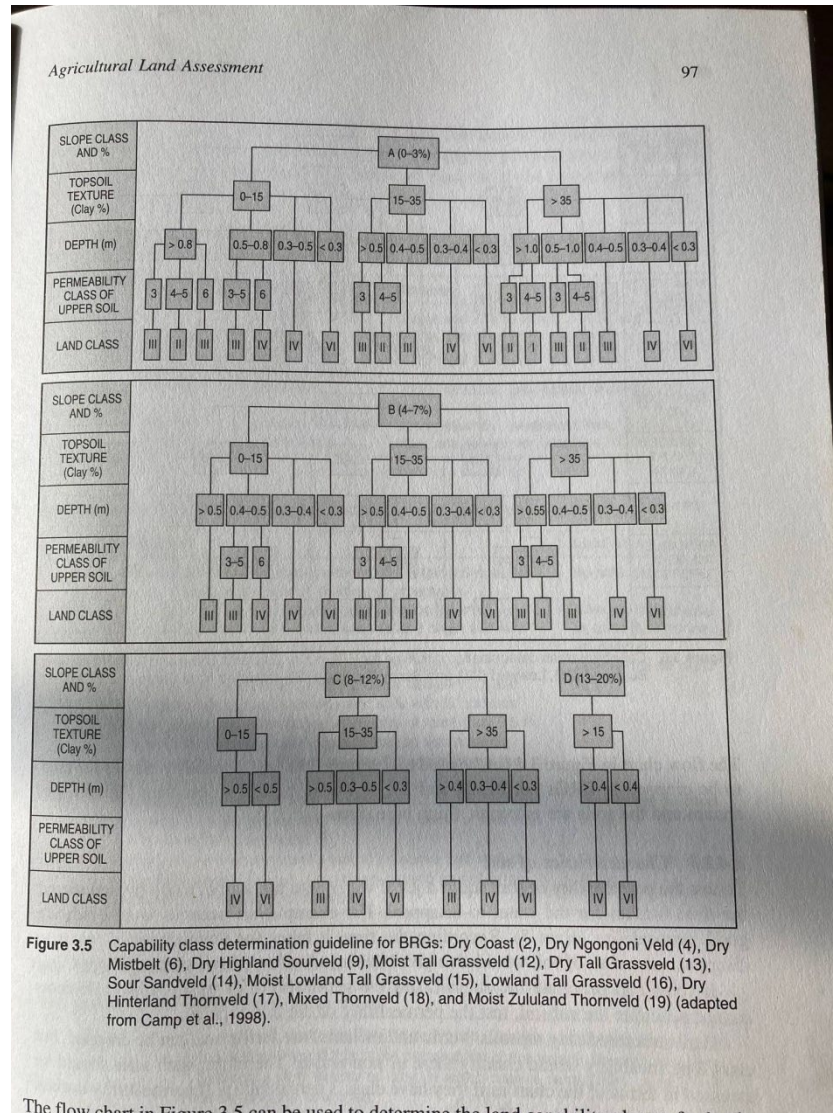 Agricultural Land Assessment 97
SLOPE CLASS
AND %
A (0–3%)
TOPSOIL
TEXTURE
(Clay %)
0–15 15–35 > 35
DEPTH (m)
> 0.8 0.5–0.8 0.3–0.5 < 0.3 > 0.5 0.4–0.5 0.3–0.4 < 0.3 > 1.0 0.5–1.0 0.4–0.5 0.3–0.4 < 0.3
PERMEABILITY
CLASS OF
UPPER SOIL
3 4–5 6 3–5 6 3 4–5 3 4–5 3 4–5
LAND CLASS
III II III III IV IV VI III II III IV VI II I III II III IV VI
SLOPE CLASS
AND %
B (4–7%)
TOPSOIL
TEXTURE
(Clay %)
0–15 15–35 > 35
DEPTH (m)
> 0.5 0.4–0.5 0.3–0.4 < 0.3 > 0.5 0.4–0.5 0.3–0.4 < 0.3 > 0.55 0.4–0.5 0.3–0.4 < 0.3
PERMEABILITY
CLASS OF
UPPER SOIL
3–5 6 3 4–5 3 4–5
LAND CLASS
III III IV IV VI III II III IV VI III II III IV VI
SLOPE CLASS
AND %
C (8–12%) D (13–20%)
TOPSOIL
TEXTURE
(Clay %)
0–15 15–35 > 35 > 15
DEPTH (m)
> 0.5 < 0.5 > 0.5 0.3–0.5 < 0.3 > 0.4 0.3–0.4 < 0.3 > 0.4 < 0.4
PERMEABILITY
CLASS OF
UPPER SOIL
LAND CLASS
IV VI III IV VI III IV VI IV VI
Figure 3.5 Capability class determination guideline for BRGs: Dry Coast (2), Dry Ngongoni Veld (4), Dry
Mistbelt (6), Dry Highland Sourveld (9), Moist Tall Grassveld (12), Dry Tall Grassveld (13),
Sour Sandveld (14), Moist Lowland Tall Grassveld (15), Lowland Tall Grassveld (16), Dry
Hinterland Thornveld (17), Mixed Thornveld (18), and Moist Zululand Thornveld (19) (adapted
from Camp et al., 1998).
The flow chart in Figure 3.5 can be used to determine the land capability